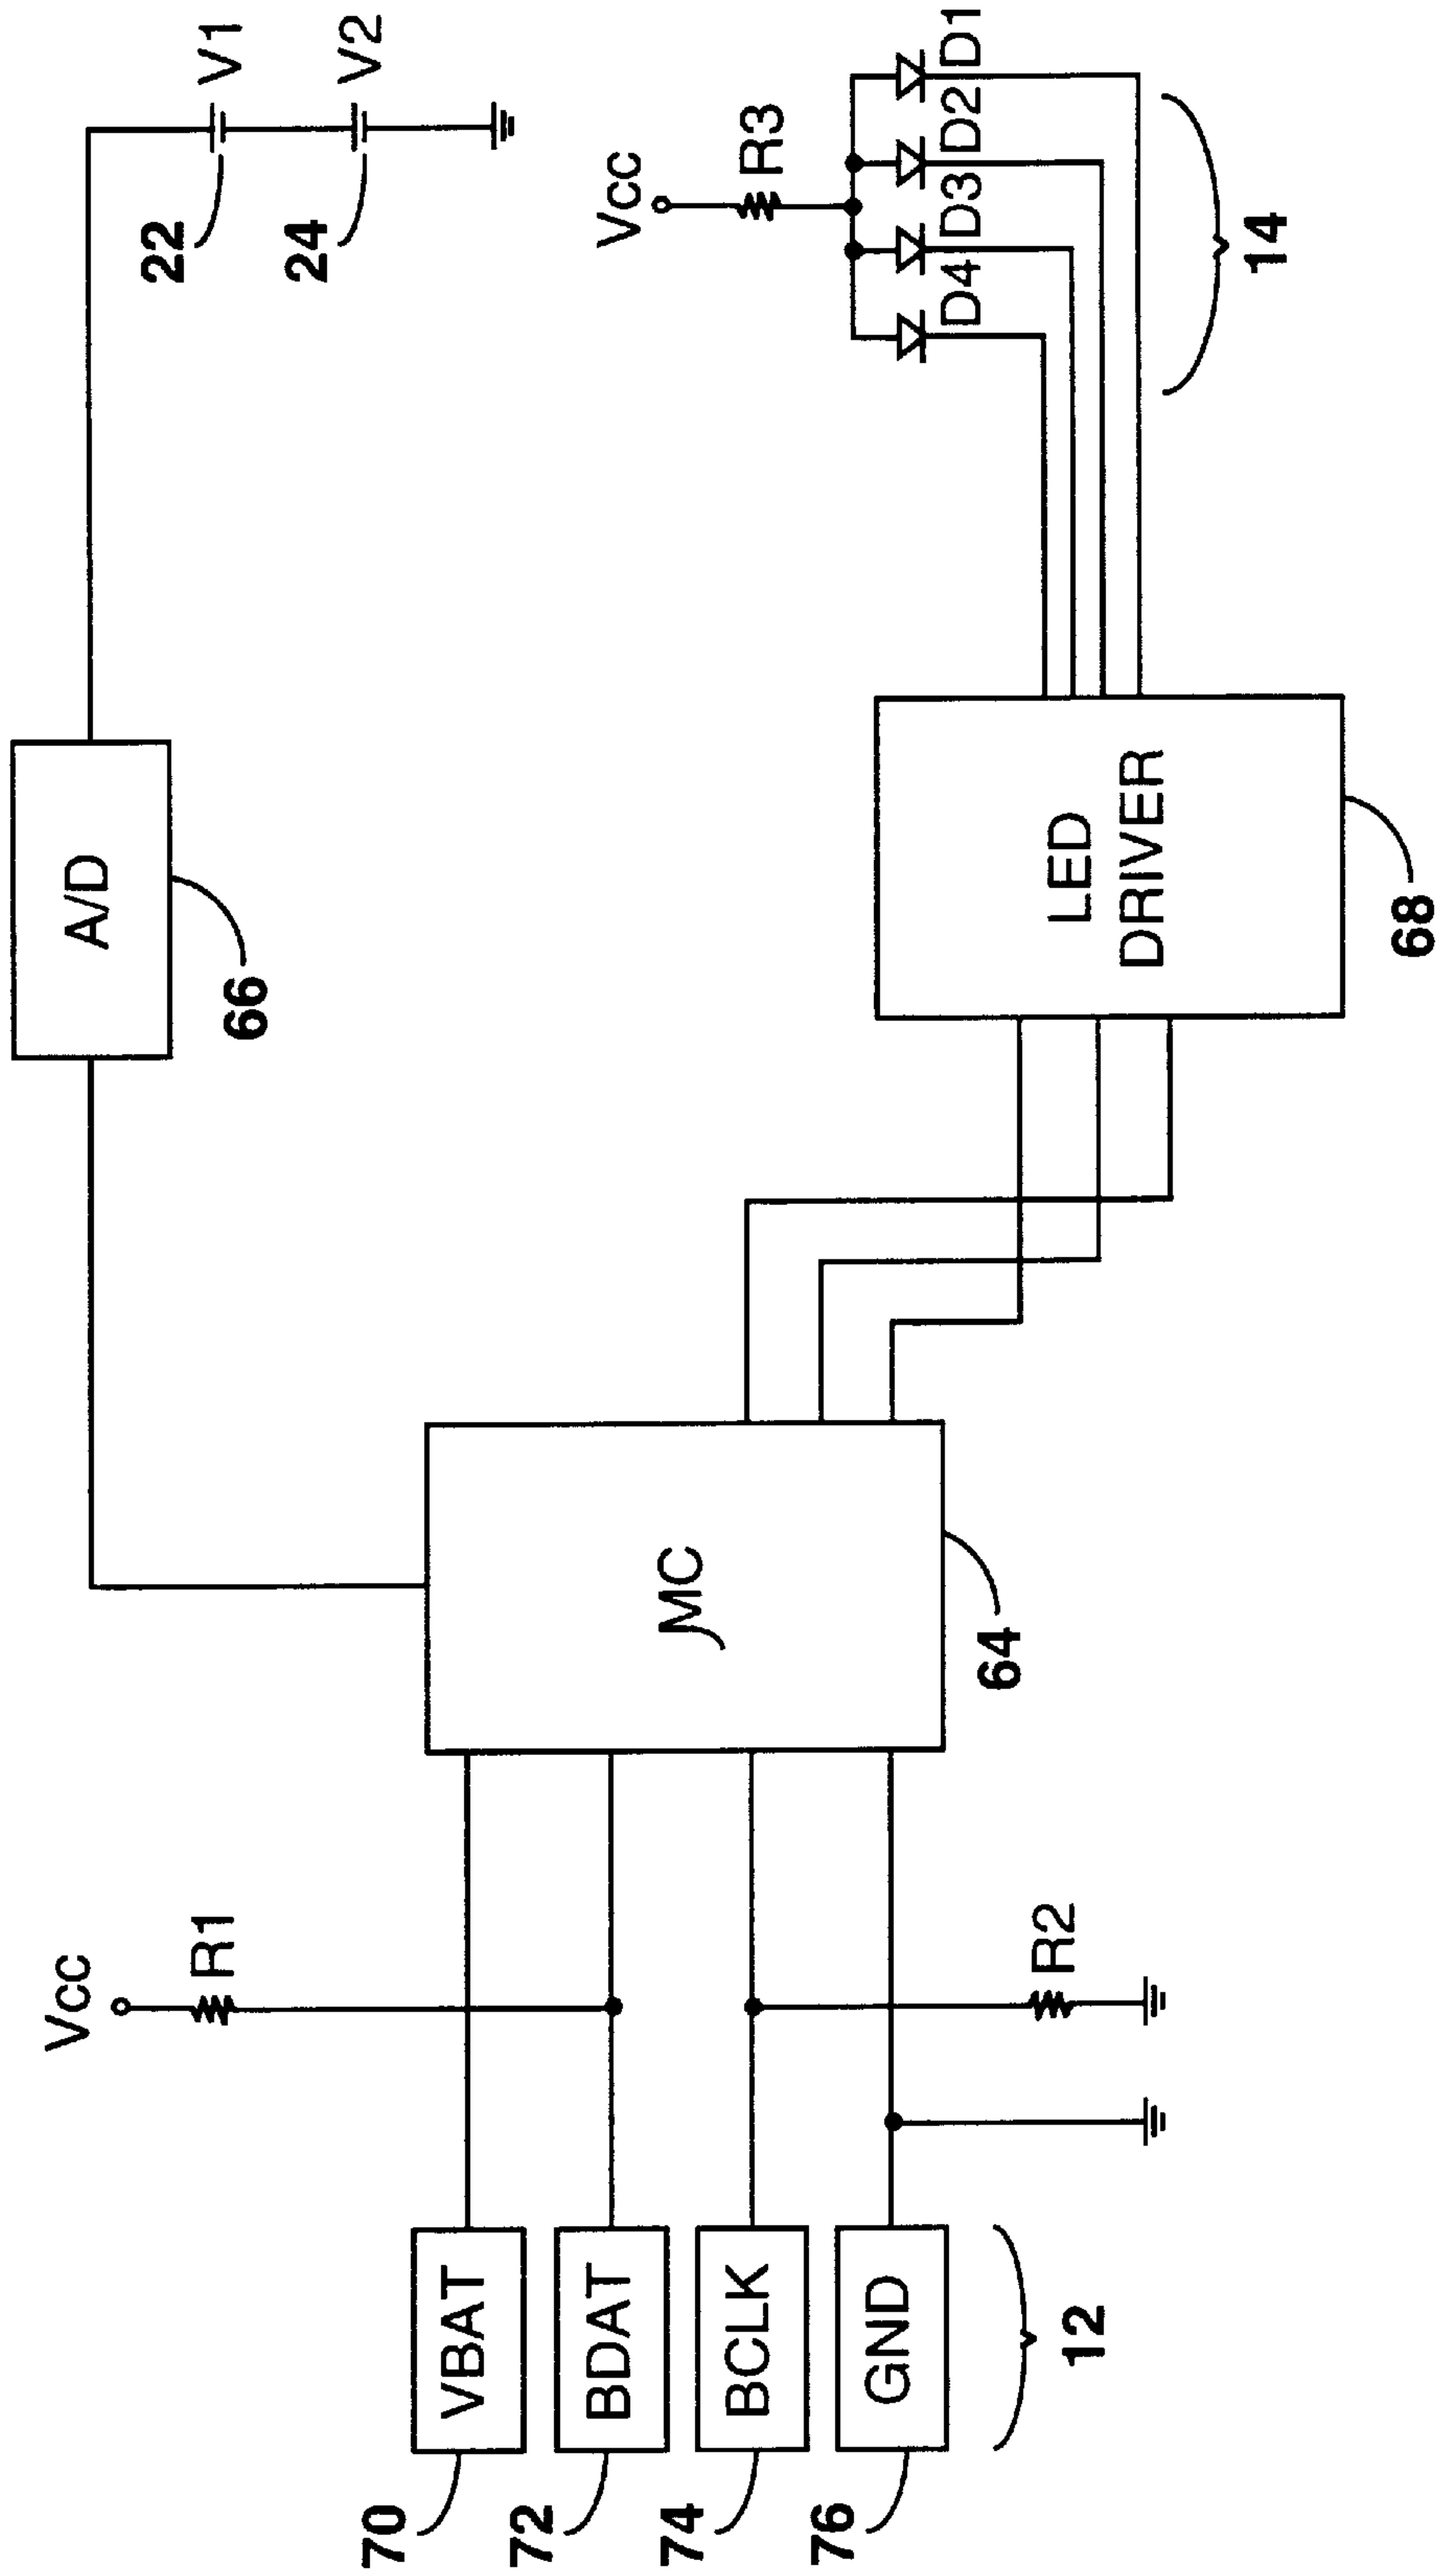 A/D
66
V1
22
V2
24
Vcc
R3
D4
D3
D2
D1
14
LED
DRIVER
68
MC
64
Vcc
R1
R2
VBAT
70
BDAT
72
BCLK
74
GND
76
12